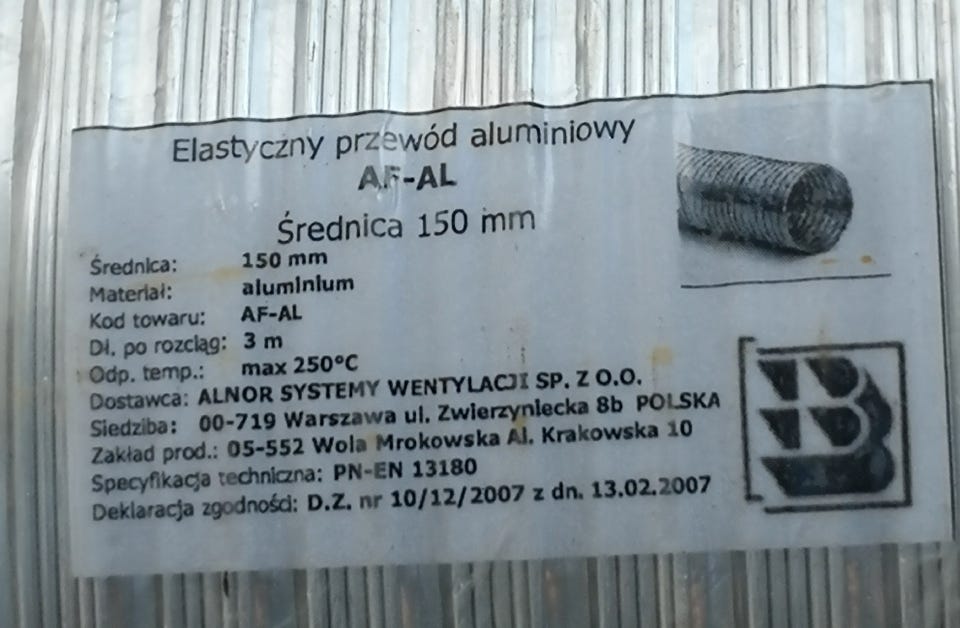 Elastyczny przewód aluminiowy
AF-AL
Średnica 150 mm
Średnica: 150 mm
Materiał: aluminium
Kod towaru: AF-AL
Dł. po rozciąg: 3 m
Odp. temp.: max 250°C
Dostawca: ALNOR SYSTEMY WENTYLACJI SP. Z O.O.
Siedziba: 00-719 Warszawa ul. Zwierzyniecka 8b POLSKA
Zakład prod.: 05-552 Wola Mrokowska Al. Krakowska 10
Specyfikacja techniczna: PN-EN 13180
Deklaracja zgodności: D.Z. nr 10/12/2007 z dn. 13.02.2007
B